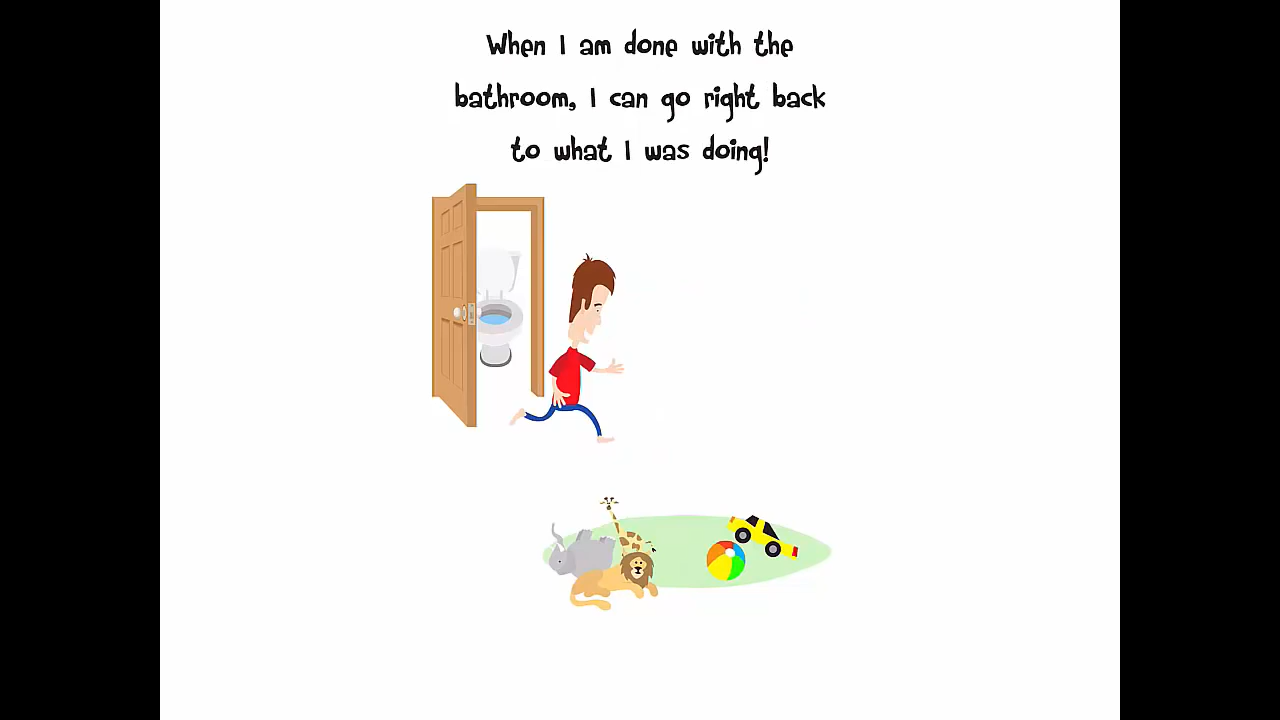 When I am done with the
bathroom, I can go right back
to what I was doing!